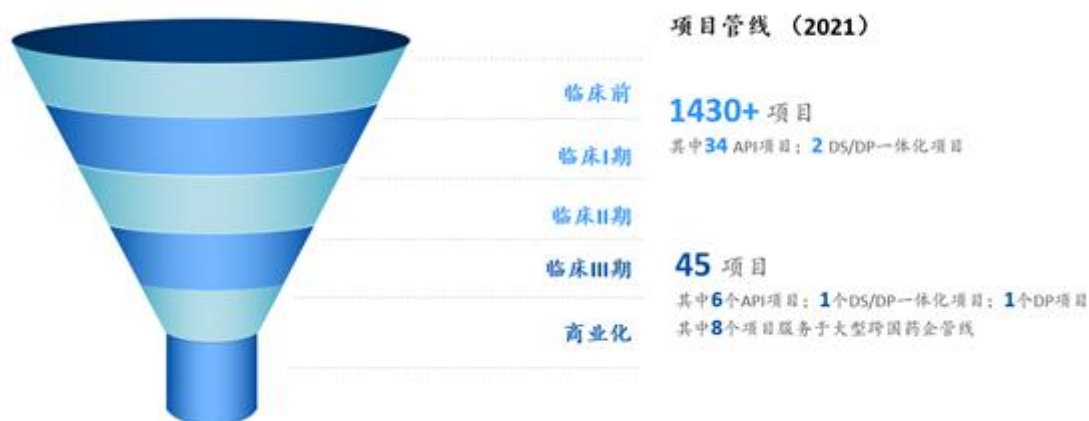 项目管线 （2021）
临床前
1430+ 项目
其中34 API项目；2 DS/DP一体化项目
临床I期
临床II期
临床III期
45 项目
其中6个API项目；1个DS/DP一体化项目；1个DP项目
其中8个项目服务于大型跨国药企管线
商业化